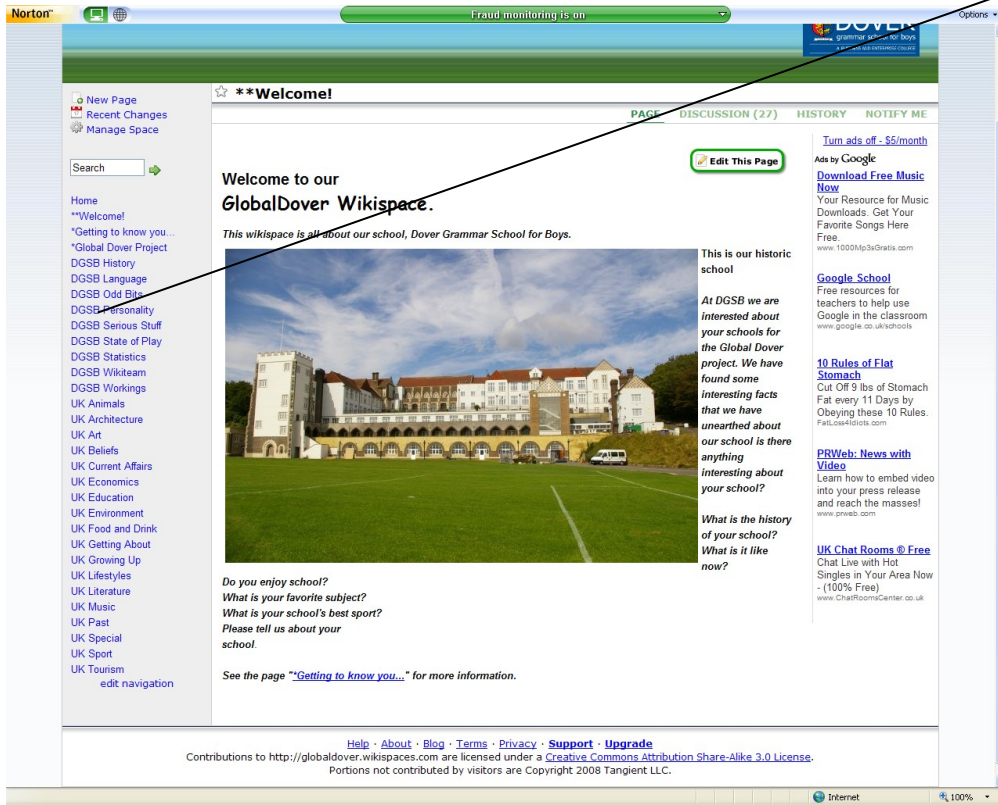 Norton™
Fraud monitoring is on
Options
DOVER
grammar school for boys
New Page
Recent Changes
Manage Space
Search
Home
**Welcome!
*Getting to know you...
*Global Dover Project
DGSB History
DGSB Language
DGSB Odd Bits
DGSB Personality
DGSB Serious Stuff
DGSB State of Play
DGSB Statistics
DGSB Wikiteam
DGSB Workings
UK Animals
UK Architecture
UK Art
UK Beliefs
UK Current Affairs
UK Economics
UK Education
UK Environment
UK Food and Drink
UK Getting About
UK Growing Up
UK Lifestyles
UK Literature
UK Music
UK Past
UK Special
UK Sport
UK Tourism
edit navigation
**Welcome!
PAGE DISCUSSION (27) HISTORY NOTIFY ME
Edit This Page
Welcome to our
GlobalDover Wikispace.
This wikispace is all about our school, Dover Grammar School for Boys.
This is our historic
school
At DGSB we are
interested about
your schools for
the Global Dover
project. We have
found some
interesting facts
that we have
unearthed about
our school is there
anything
interesting about
your school?
What is the history
of your school?
What is it like
now?
Do you enjoy school?
What is your favorite subject?
What is your school's best sport?
Please tell us about your
school.
See the page "*Getting to know you..." for more information.
Turn ads off - $5/month
Ads by Google
Download Free Music
Now
Your Resource for Music
Downloads. Get Your
Favorite Songs Here
Free.
www.1000Mp3sGratis.com
Google School
Free resources for
teachers to help use
Google in the classroom
www.google.co.uk/schools
10 Rules of Flat
Stomach
Cut Off 9 lbs of Stomach
Fat every 11 Days by
Obeying these 10 Rules.
FatLoss4Idiots.com
PRWeb: News with
Video
Learn how to embed video
into your press release
and reach the masses!
www.prweb.com
UK Chat Rooms ® Free
Chat Live with Hot
Singles in Your Area Now
- (100% Free)
www.ChatRoomsCenter.co.uk
Help · About · Blog · Terms · Privacy · Support · Upgrade
Contributions to http://globaldover.wikispaces.com are licensed under a Creative Commons Attribution Share-Alike 3.0 License.
Portions not contributed by visitors are Copyright 2008 Tangient LLC.
Internet
100%